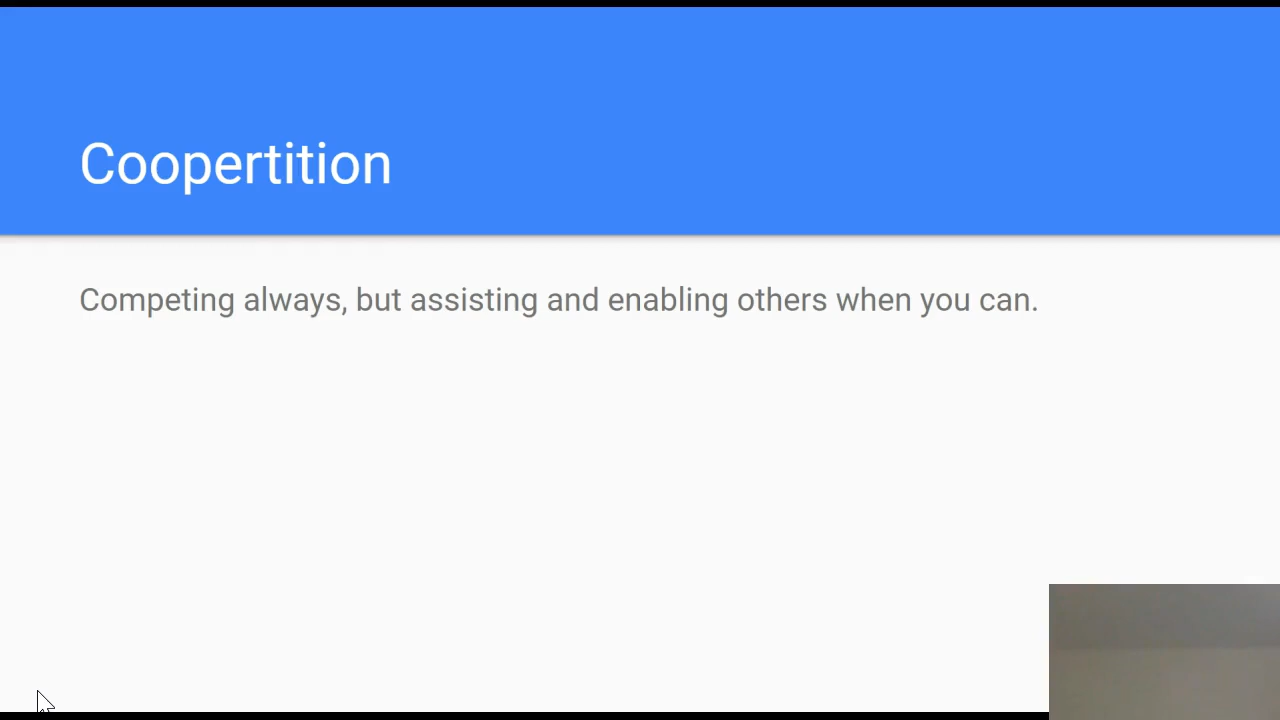 Coopertition
Competing always, but assisting and enabling others when you can.